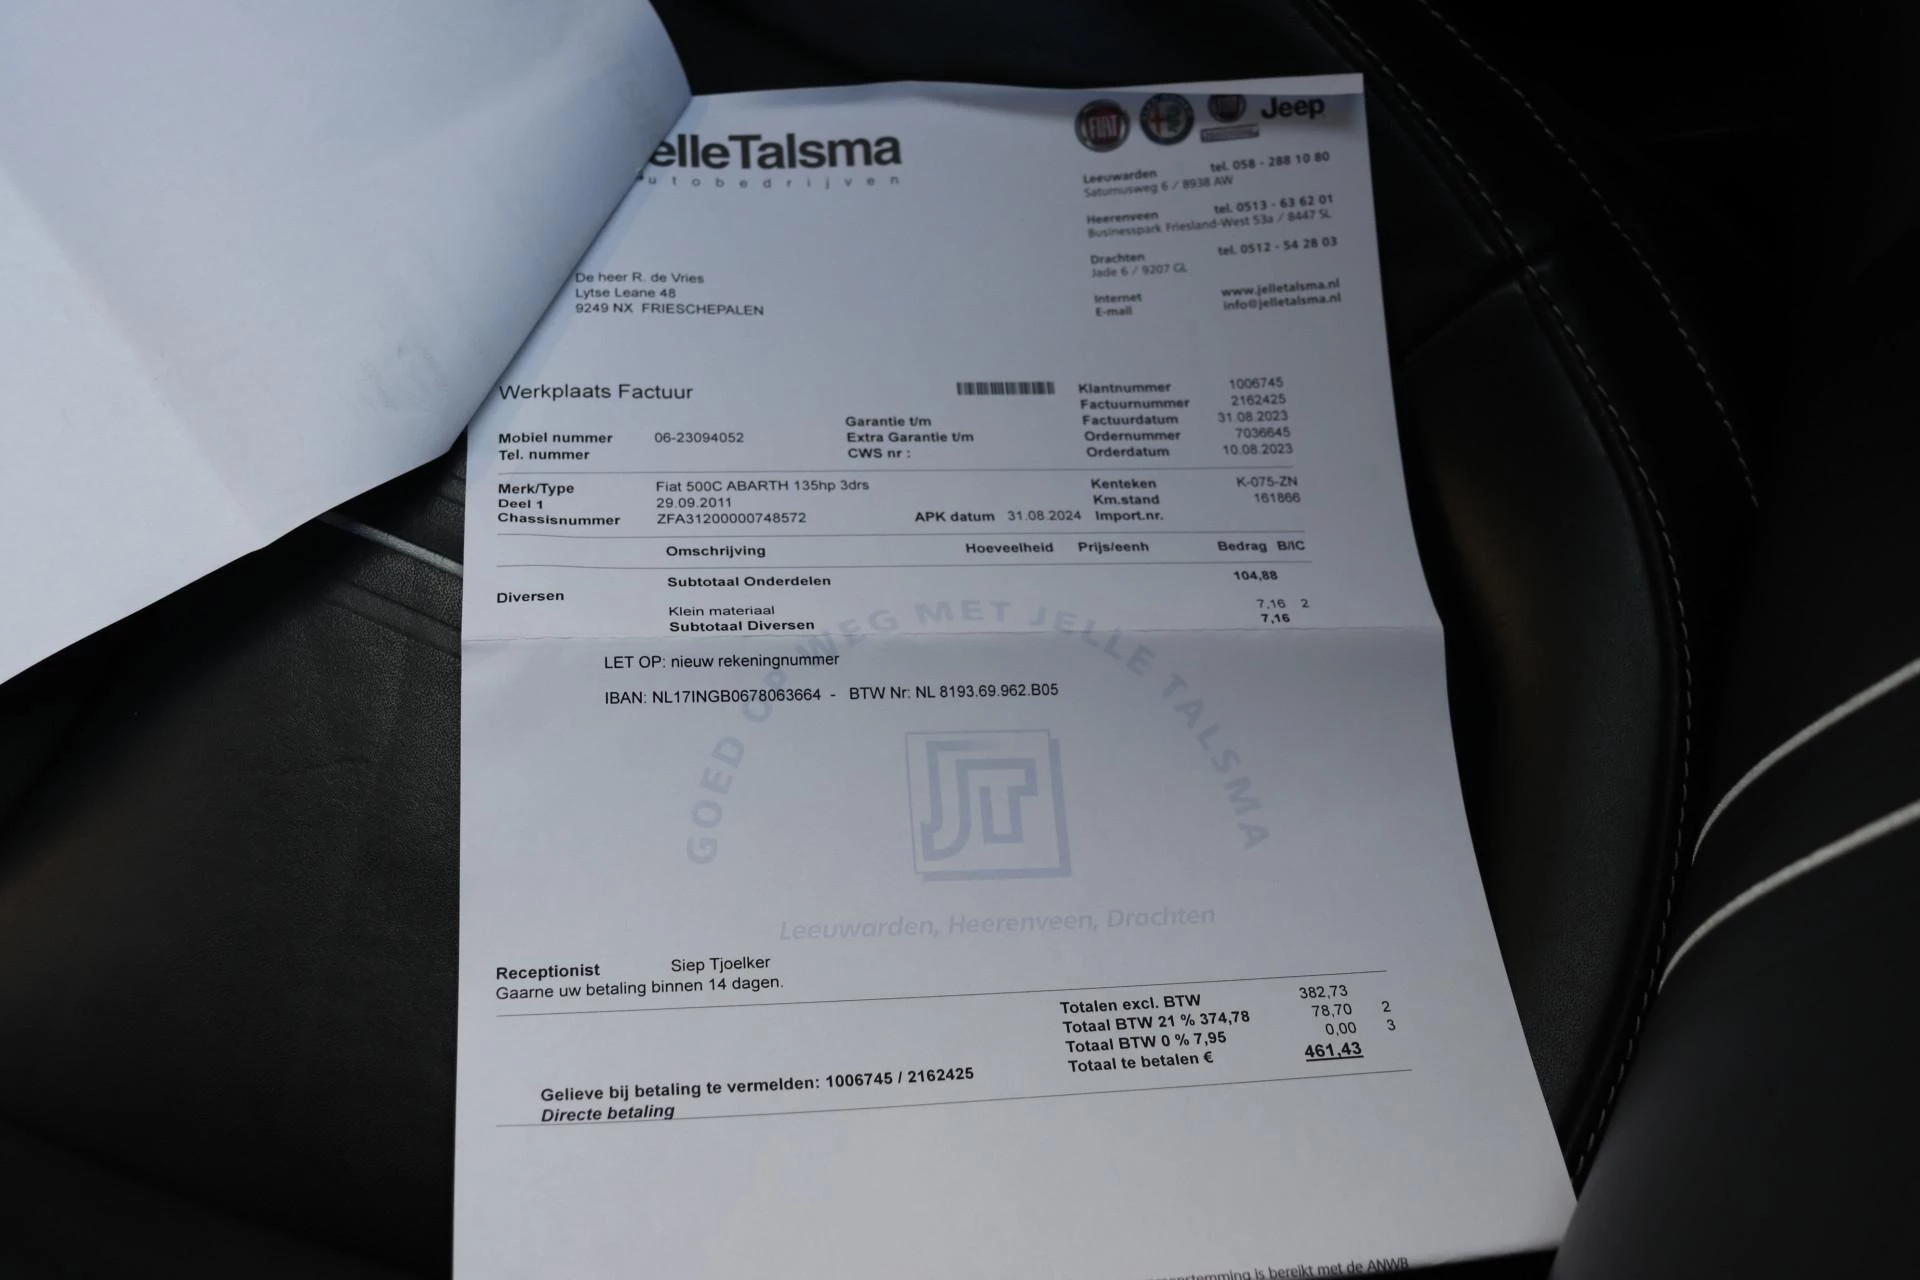 elleTalsma
utobedrijven
FIAT
Jeep
Leeuwarden tel. 058 - 288 10 80
Saturnusweg 6 / 8938 AW
Heerenveen tel. 0513 - 63 62 01
Businesspark Friesland-West 53a / 8447 SL
Drachten tel. 0512 - 54 28 03
Jade 6 / 9207 GL
Internet www.jelletalsma.nl
E-mail info@jelletalsma.nl
De heer R. de Vries
Lytse Leane 48
9249 NX FRIESCHEPALEN
Werkplaats Factuur
Klantnummer 1006745
Factuurnummer 2162425
Garantie t/m Factuurdatum 31.08.2023
Mobiel nummer 06-23094052 Extra Garantie t/m Ordernummer 7036645
Tel. nummer CWS nr : Orderdatum 10.08.2023
Merk/Type Fiat 500C ABARTH 135hp 3drs Kenteken K-075-ZN
Deel 1 29.09.2011 Km.stand 161866
Chassisnummer ZFA31200000748572 APK datum 31.08.2024 Import.nr.
Omschrijving Hoeveelheid Prijs/eenh Bedrag B/IC
Subtotaal Onderdelen 104,88
Diversen
Klein materiaal 7,16 2
Subtotaal Diversen 7,16
GOED OP WEG MET JELLE TALSMA
LET OP: nieuw rekeningnummer
IBAN: NL17INGB0678063664 - BTW Nr: NL 8193.69.962.B05
JT
Leeuwarden, Heerenveen, Drachten
Receptionist Siep Tjoelker
Gaarne uw betaling binnen 14 dagen.
Totalen excl. BTW 382,73
Totaal BTW 21 % 374,78 78,70 2
Totaal BTW 0 % 7,95 0,00 3
Totaal te betalen € 461,43
Gelieve bij betaling te vermelden: 1006745 / 2162425
Directe betaling
is bereikt met de ANWB